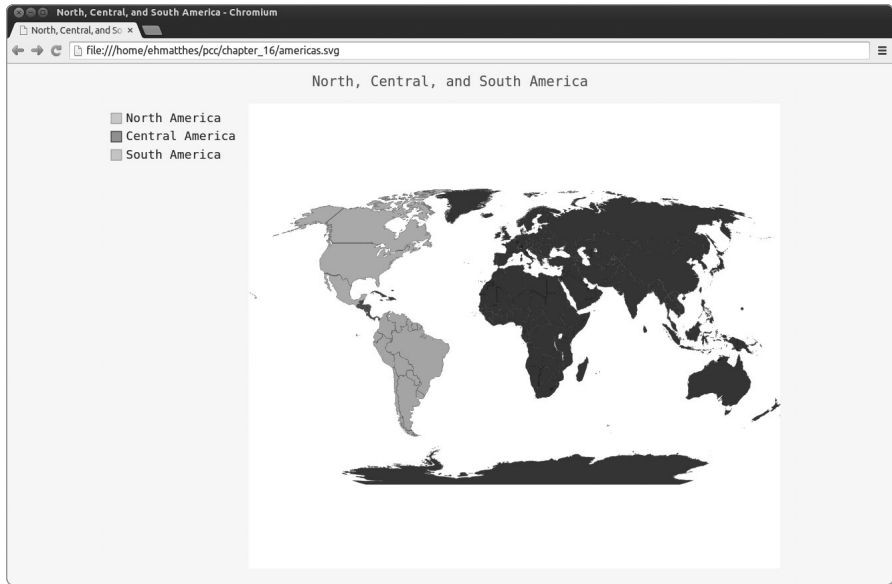 North, Central, and South America - Chromium
North, Central, and So
file:///home/ehmatthes/pcc/chapter_16/americas.svg
North, Central, and South America
North America
Central America
South America